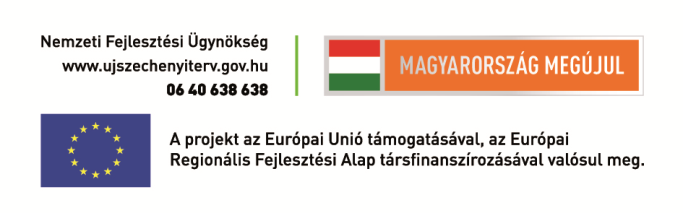 Nemzeti Fejlesztési Ügynökség
www.ujszechenyiterv.gov.hu
06 40 638 638
MAGYARORSZÁG MEGÚJUL
A projekt az Európai Unió támogatásával, az Európai
Regionális Fejlesztési Alap társfinanszírozásával valósul meg.